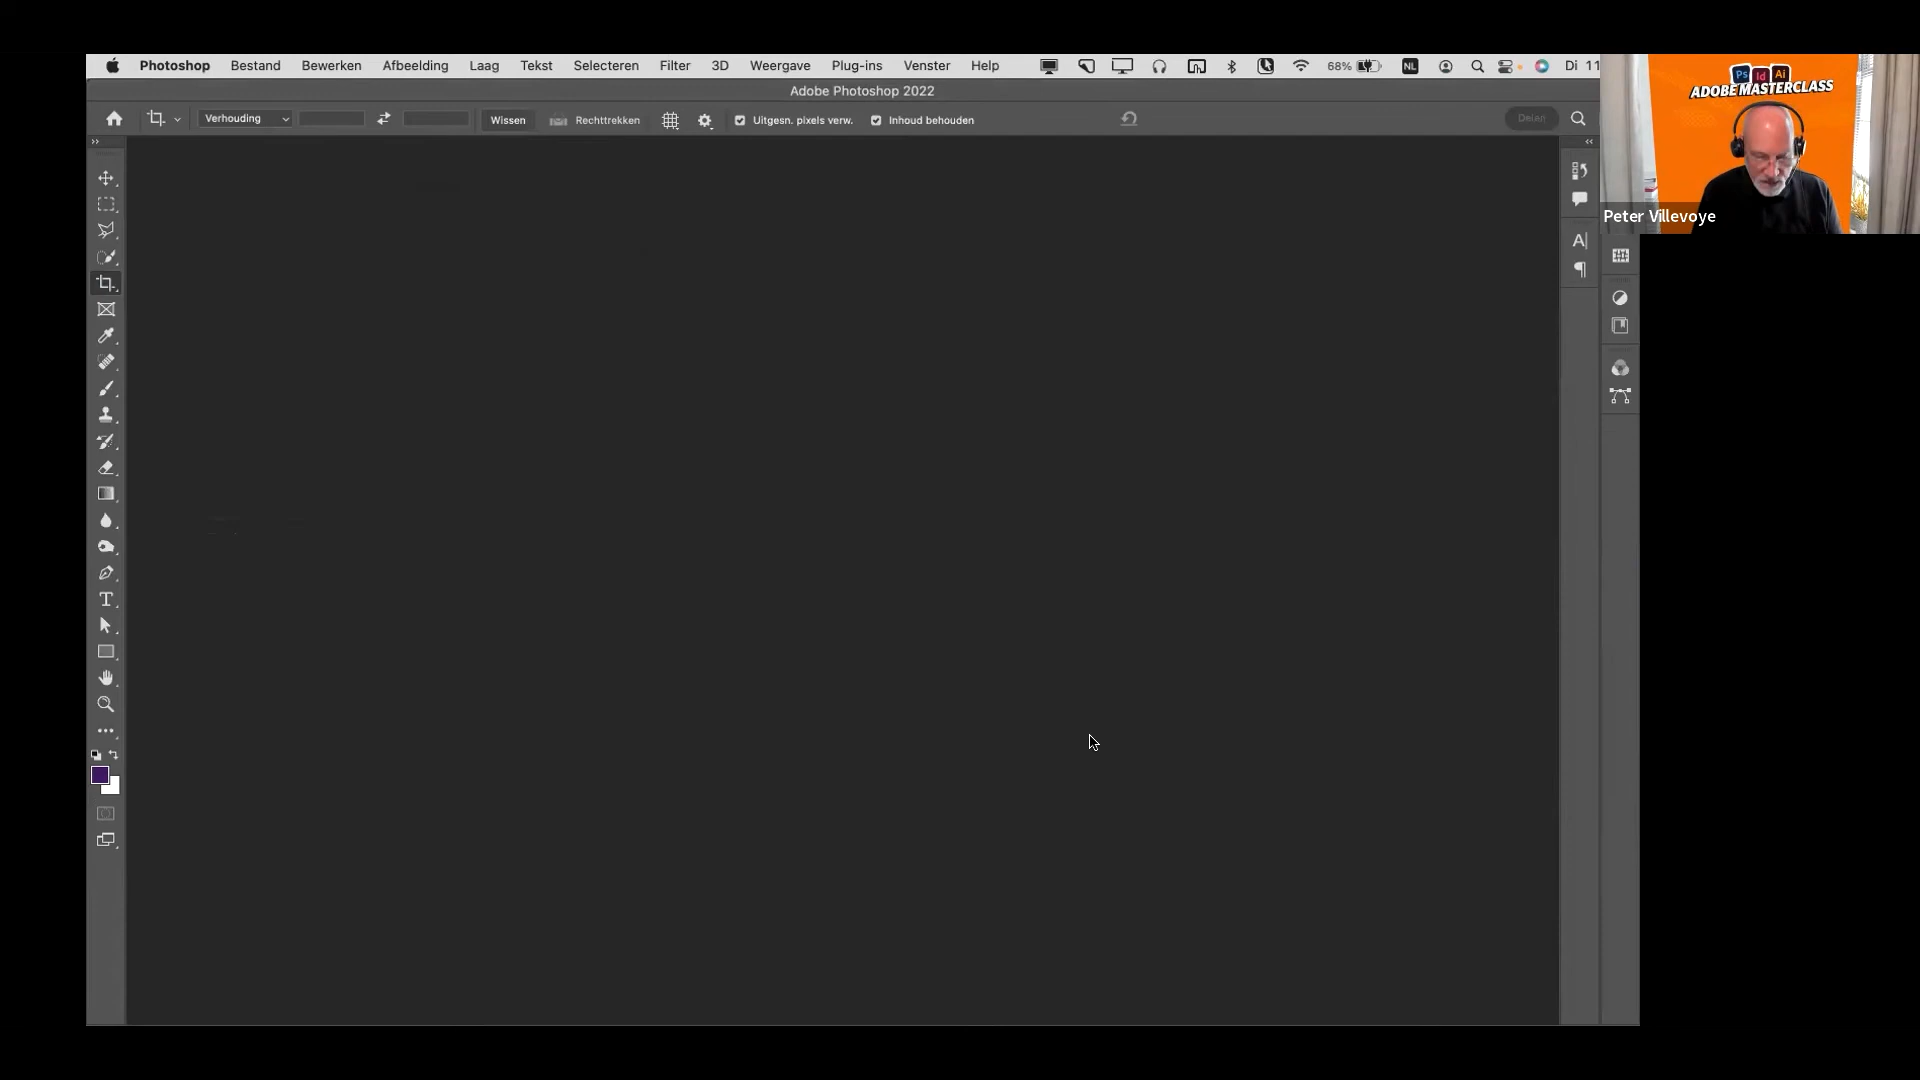 Photoshop Bestand Bewerken Afbeelding Laag Tekst Selecteren Filter 3D Weergave Plug-ins Venster Help 68% NL Di 11
Adobe Photoshop 2022
Verhouding Wissen Rechttrekken Uitgesn. pixels verw. Inhoud behouden Delen
Ps Id Ai
ADOBE MASTERCLASS
Peter Villevoye